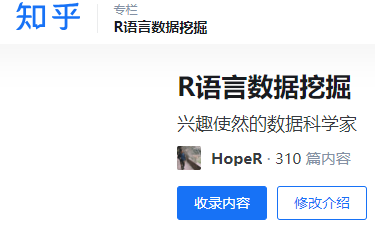 知乎
专栏
R语言数据挖掘
R语言数据挖掘
兴趣使然的数据科学家
HopeR · 310 篇内容
收录内容
修改介绍